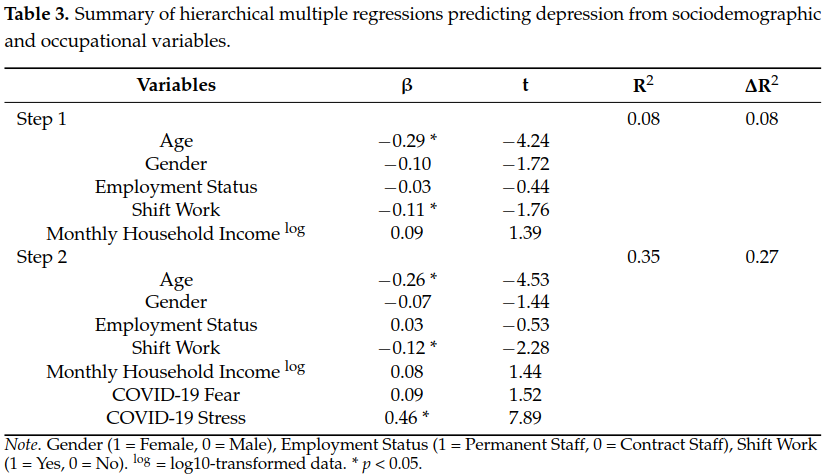 Table 3. Summary of hierarchical multiple regressions predicting depression from sociodemographic
and occupational variables.
Variables β t R² ΔR²
Step 1 0.08 0.08
Age −0.29 * −4.24
Gender −0.10 −1.72
Employment Status −0.03 −0.44
Shift Work −0.11 * −1.76
Monthly Household Income log 0.09 1.39
Step 2 0.35 0.27
Age −0.26 * −4.53
Gender −0.07 −1.44
Employment Status 0.03 −0.53
Shift Work −0.12 * −2.28
Monthly Household Income log 0.08 1.44
COVID-19 Fear 0.09 1.52
COVID-19 Stress 0.46 * 7.89
Note. Gender (1 = Female, 0 = Male), Employment Status (1 = Permanent Staff, 0 = Contract Staff), Shift Work
(1 = Yes, 0 = No). log = log10-transformed data. * p < 0.05.